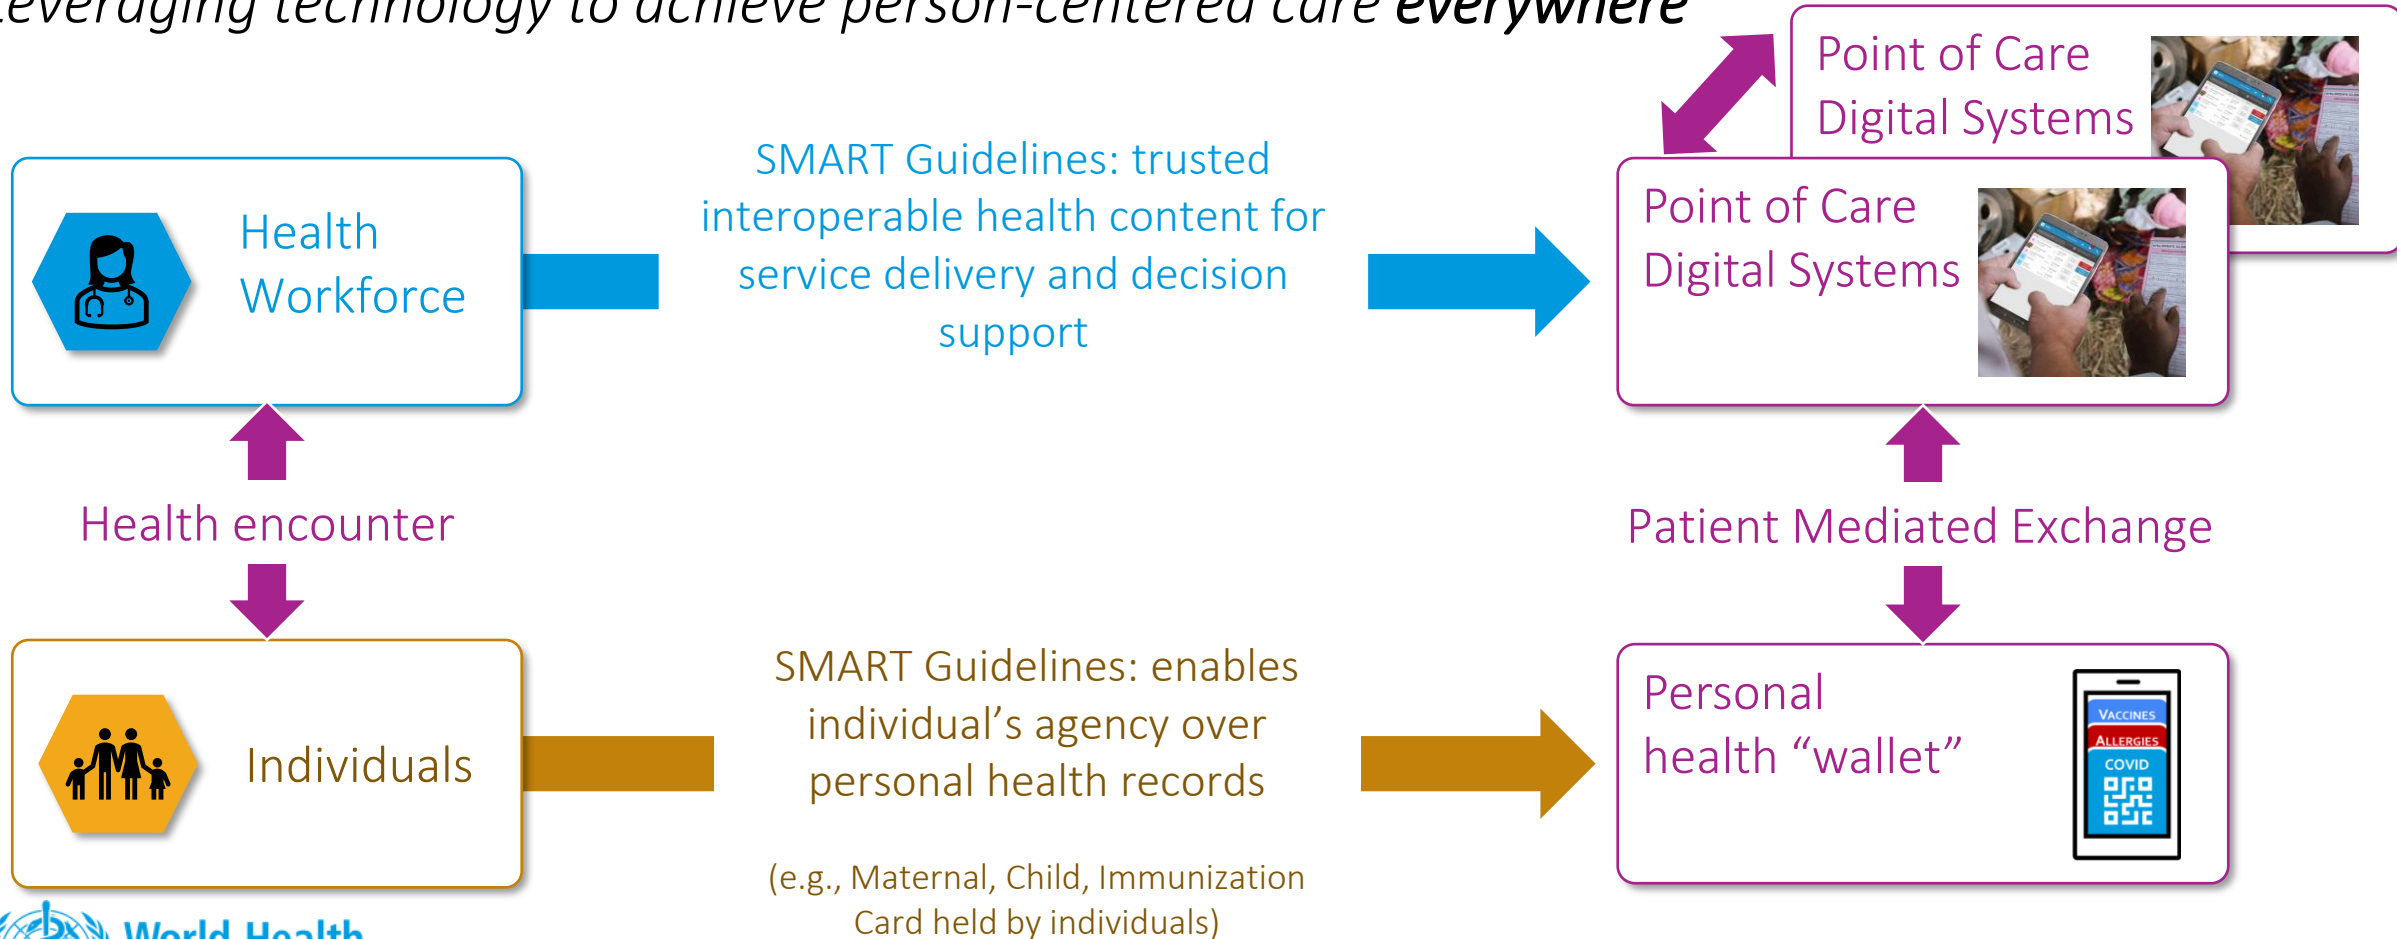 Leveraging technology to achieve person-centered care everywhere
Point of Care
Digital Systems
SMART Guidelines: trusted
interoperable health content for
service delivery and decision
support
Health
Workforce
Point of Care
Digital Systems
Health encounter
Patient Mediated Exchange
SMART Guidelines: enables
individual’s agency over
personal health records
(e.g., Maternal, Child, Immunization
Card held by individuals)
Individuals
Personal
health “wallet”
VACCINES
ALLERGIES
COVID
World Health